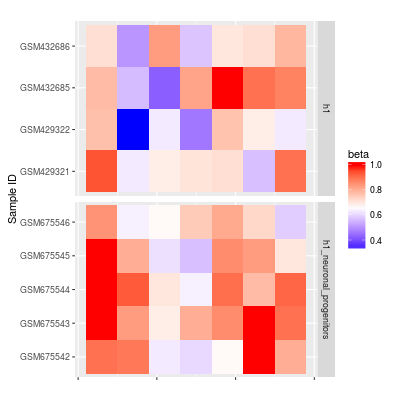 GSM432686
GSM432685
GSM429322
GSM429321
h1
GSM675546
GSM675545
GSM675544
GSM675543
GSM675542
h1_neuronal_progenitors
Sample ID
beta
1.0
0.8
0.6
0.4